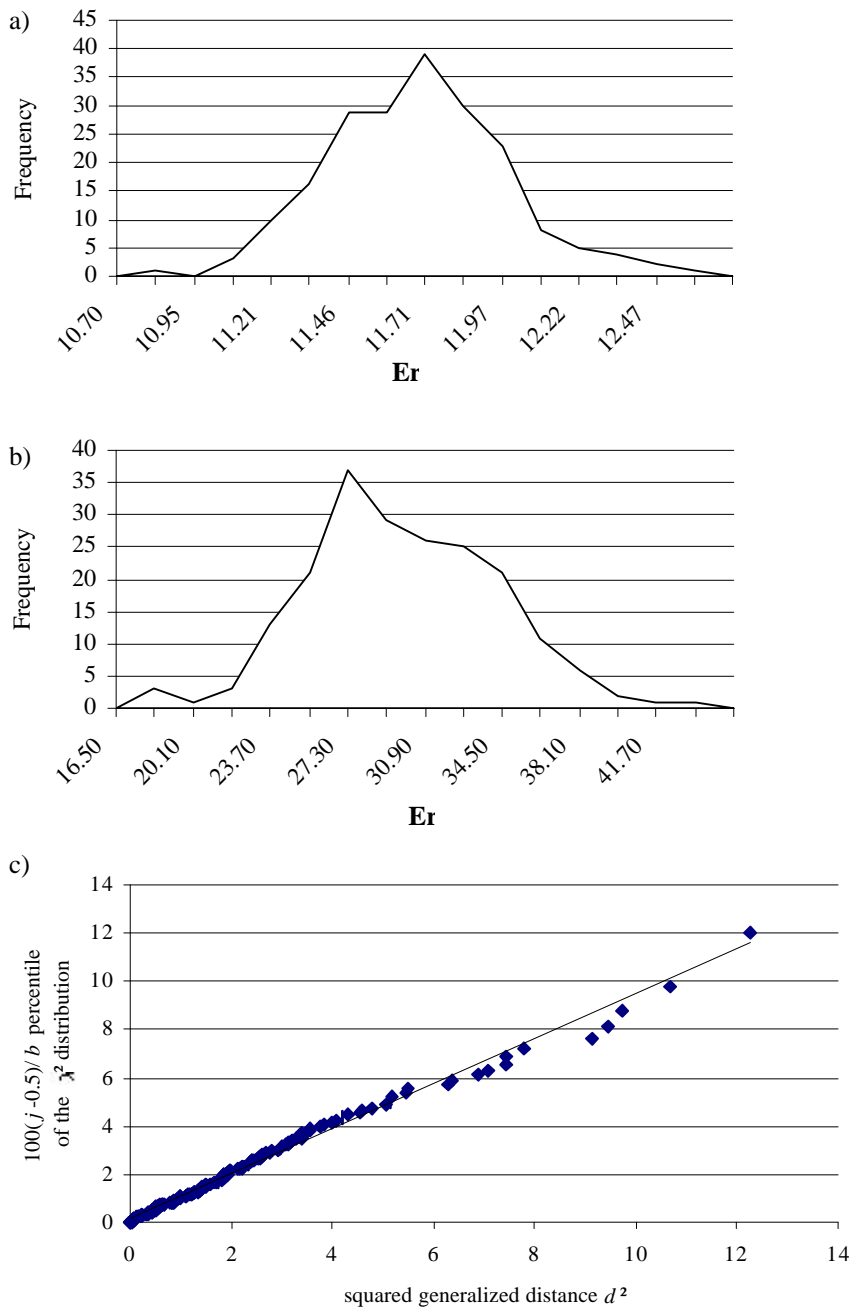 a)
45
40
35
30
25
20
15
10
5
0
Frequency
10.70 10.95 11.21 11.46 11.71 11.97 12.22 12.47
Er
b)
40
35
30
25
20
15
10
5
0
Frequency
16.50 20.10 23.70 27.30 30.90 34.50 38.10 41.70
Er
c)
14
12
10
8
6
4
2
0
100(j-0.5)/b percentile
of the χ² distribution
0 2 4 6 8 10 12 14
squared generalized distance d²